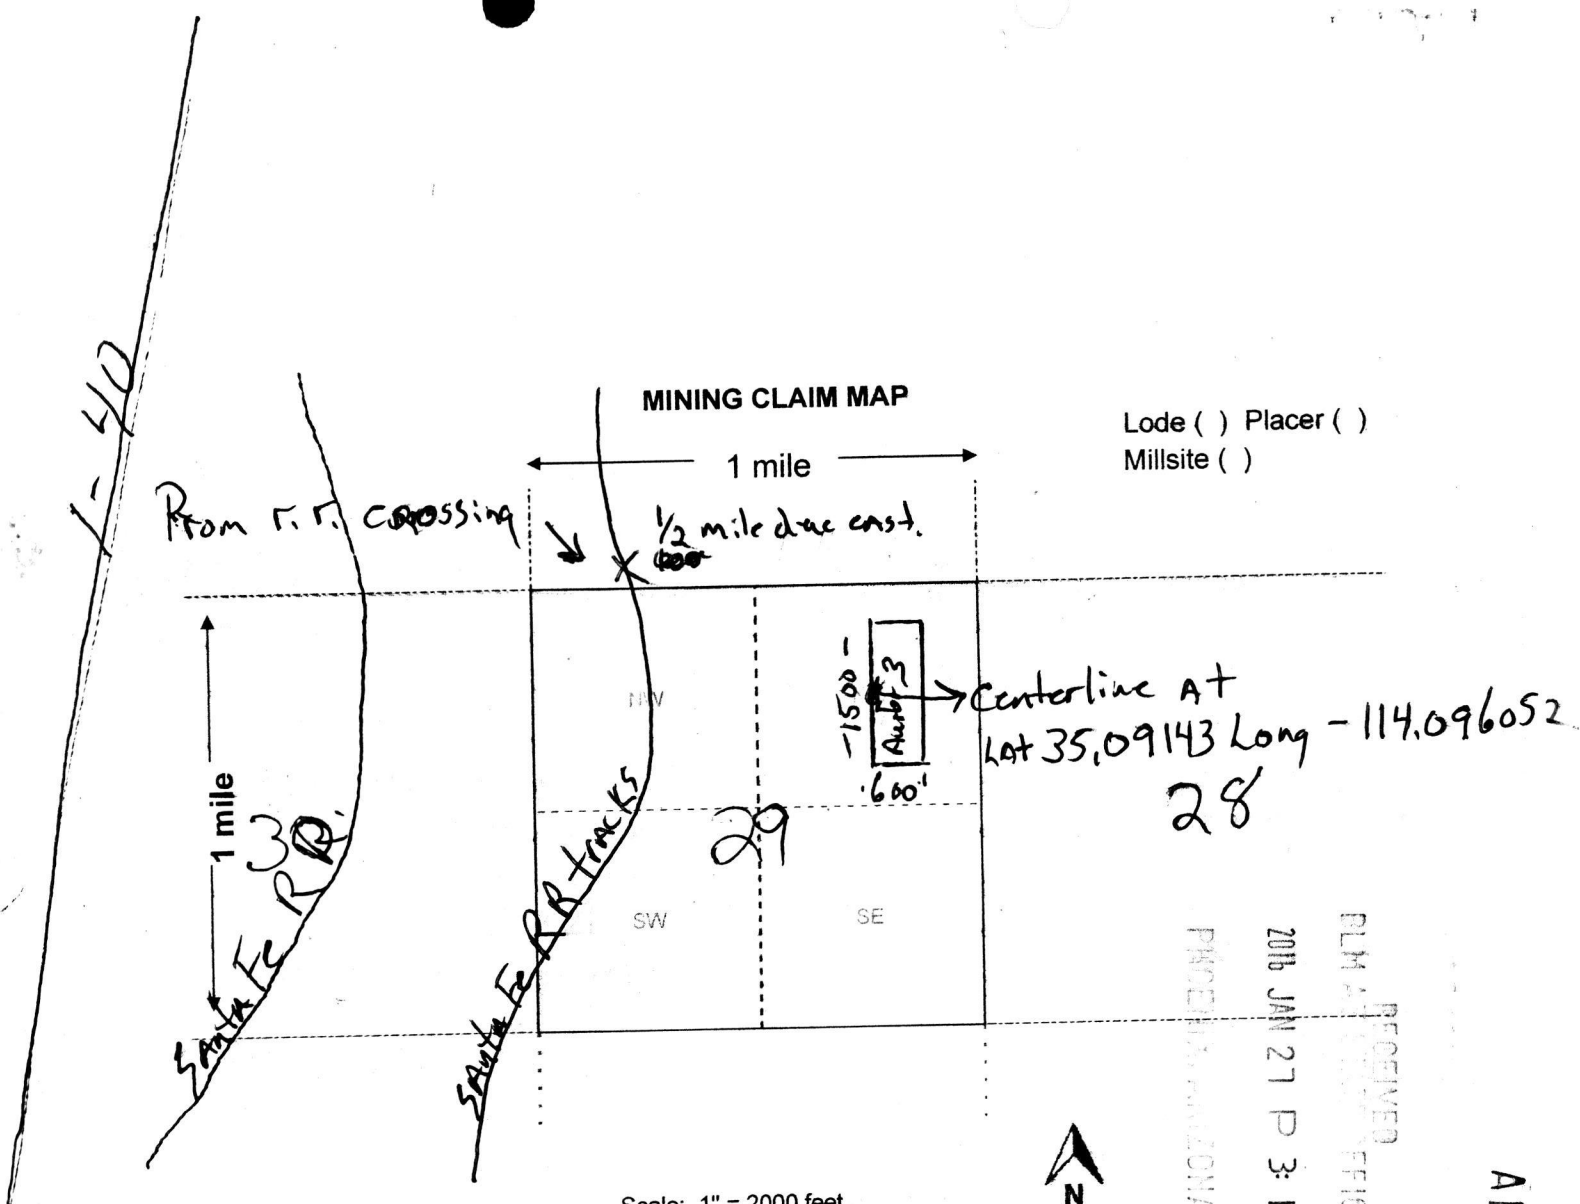 MINING CLAIM MAP
Lode ( ) Placer ( )
Millsite ( )
I-40
1 mile
From r.r. crossing
1/2 mile due east.
1 mile
NW
-1500-
3
Centerline At
Lat 35.09143 Long -114.096052
600'
28
29
30
R.R.
Santa Fe
Santa Fe RR tracks
SW
SE
RECEIVED
BLM
2016 JAN 27 P 3:
N
Scale: 1" = 2000 feet